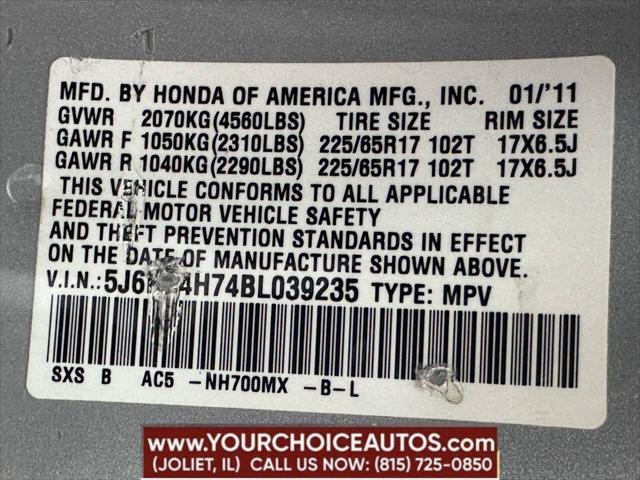 MFD. BY HONDA OF AMERICA MFG., INC. 01/'11
GVWR 2070KG(4560LBS) TIRE SIZE RIM SIZE
GAWR F 1050KG(2310LBS) 225/65R17 102T 17X6.5J
GAWR R 1040KG(2290LBS) 225/65R17 102T 17X6.5J
THIS VEHICLE CONFORMS TO ALL APPLICABLE
FEDERAL MOTOR VEHICLE SAFETY
AND THEFT PREVENTION STANDARDS IN EFFECT
ON THE DATE OF MANUFACTURE SHOWN ABOVE.
V.I.N.: TYPE: MPV
SXS B AC5 -NH700MX -B-L
WWW.YOURCHOICEAUTOS.COM
(JOLIET, IL) CALL US NOW: (815) 725-0850